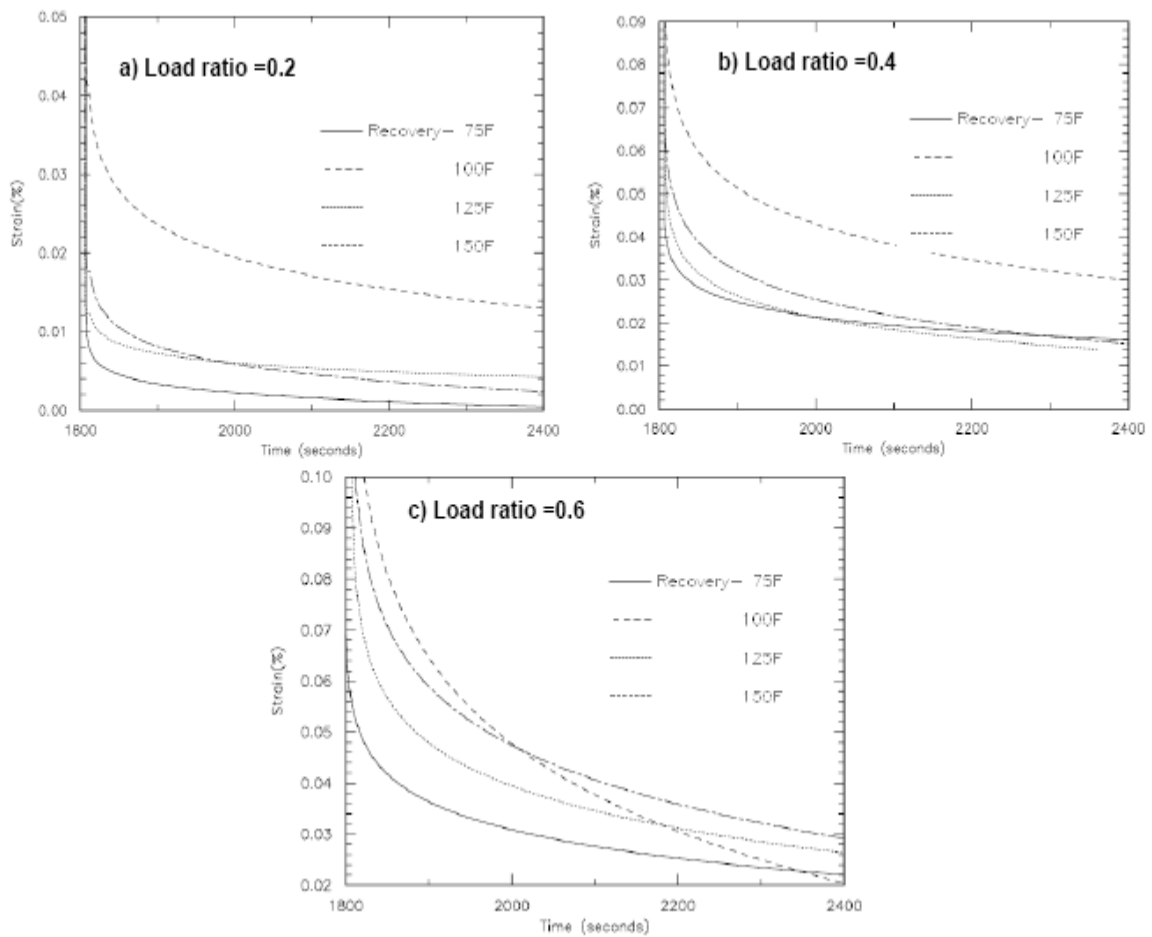 a) Load ratio =0.2
0.05
0.04
0.03
0.02
0.01
0.00
Strain(%)
Recovery— 75F
100F
125F
150F
1800 2000 2200 2400
Time (seconds)
b) Load ratio =0.4
0.09
0.08
0.07
0.06
0.05
0.04
0.03
0.02
0.01
0.00
Strain(%)
Recovery— 75F
100F
125F
150F
1800 2000 2200 2400
Time (seconds)
c) Load ratio =0.6
0.10
0.09
0.08
0.07
0.06
0.05
0.04
0.03
0.02
Strain(%)
Recovery— 75F
100F
125F
150F
1800 2000 2200 2400
Time (seconds)